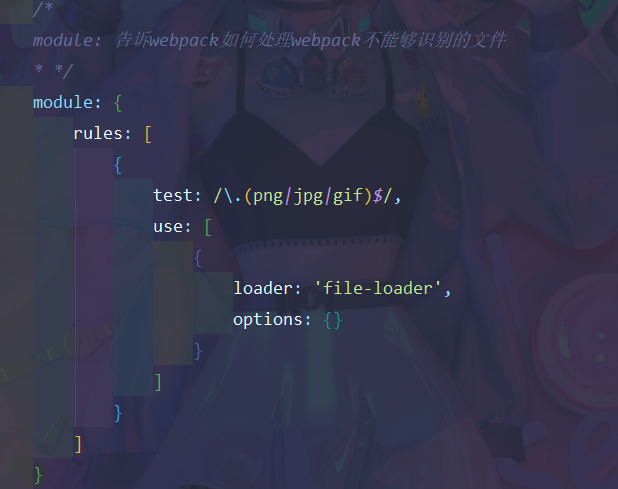 /*
module: 告诉webpack如何处理webpack不能够识别的文件
* */
module: {
rules: [
{
test: /\.(png|jpg|gif)$/,
use: [
{
loader: 'file-loader',
options: {}
}
]
}
]
}